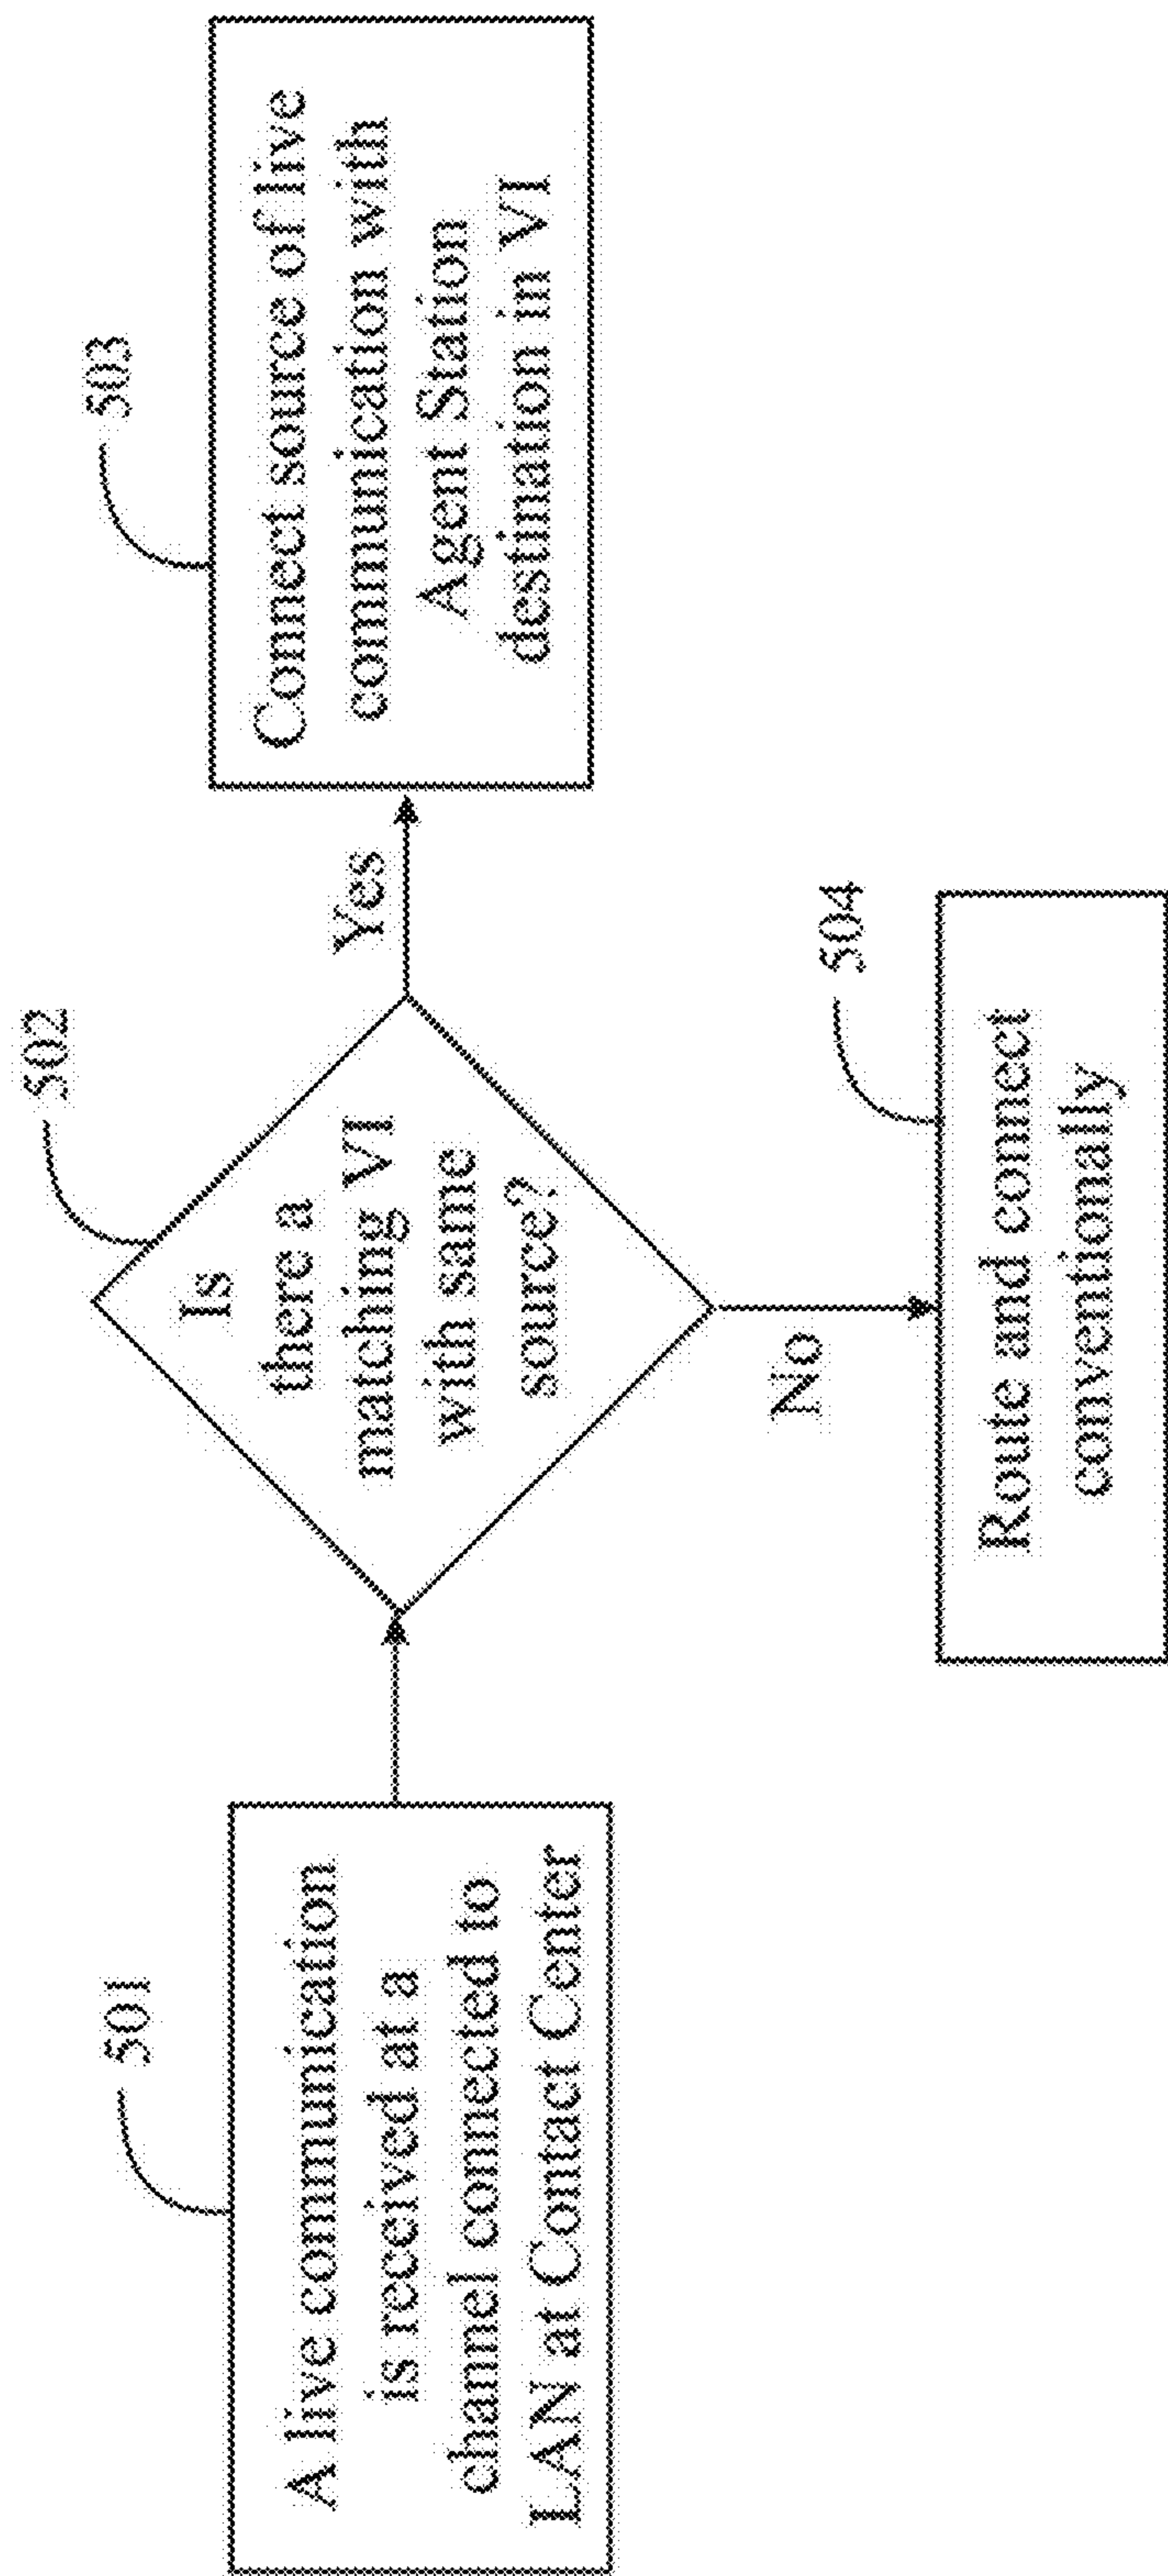 501
A live communication
is received at a
channel connected to
LAN at Contact Center
502
Is
there a
matching VI
with same
source?
Yes
503
Connect source of live
communication with
Agent Station
destination in VI
No
504
Route and connect
conventionally